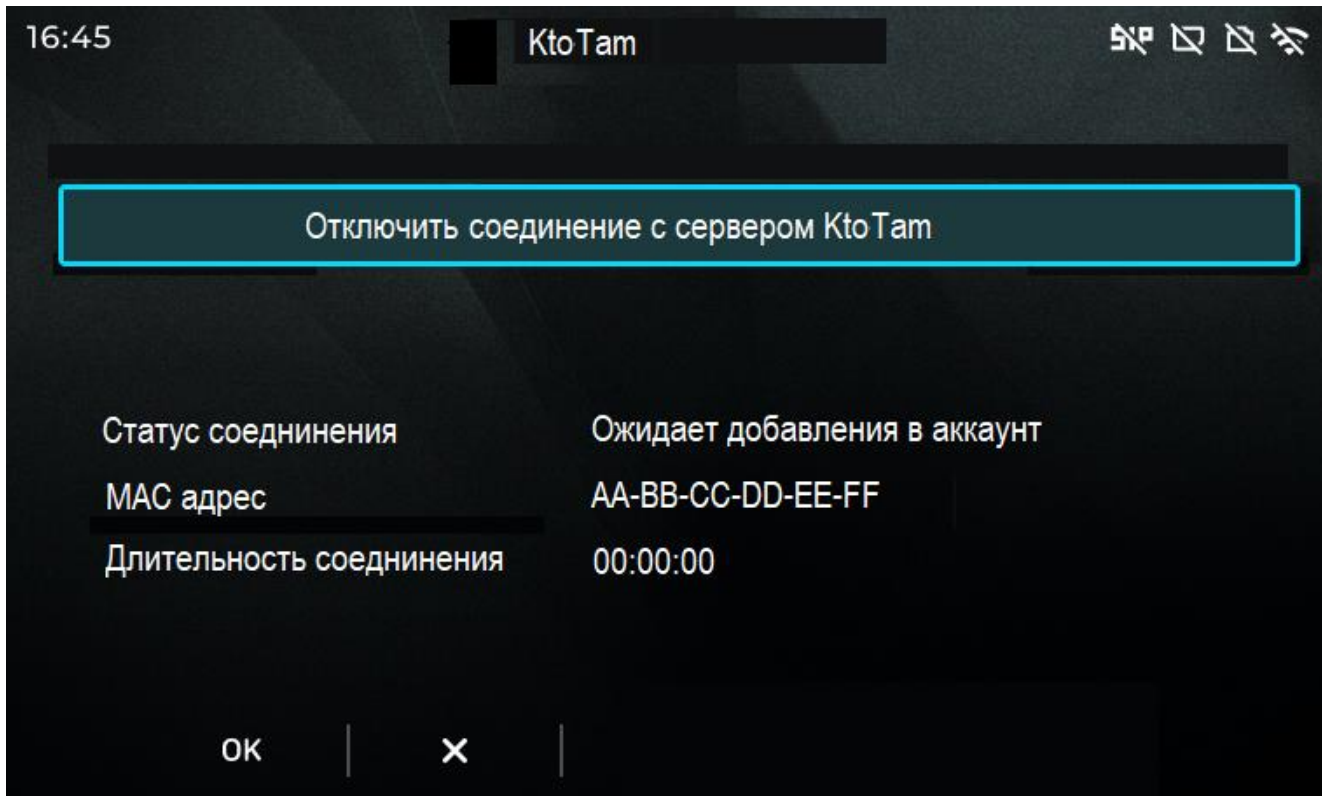 16:45
KtoTam
SIP
Отключить соединение с сервером KtoTam
Статус соеднинения Ожидает добавления в аккаунт
MAC адрес AA-BB-CC-DD-EE-FF
Длительность соеднинения 00:00:00
OK